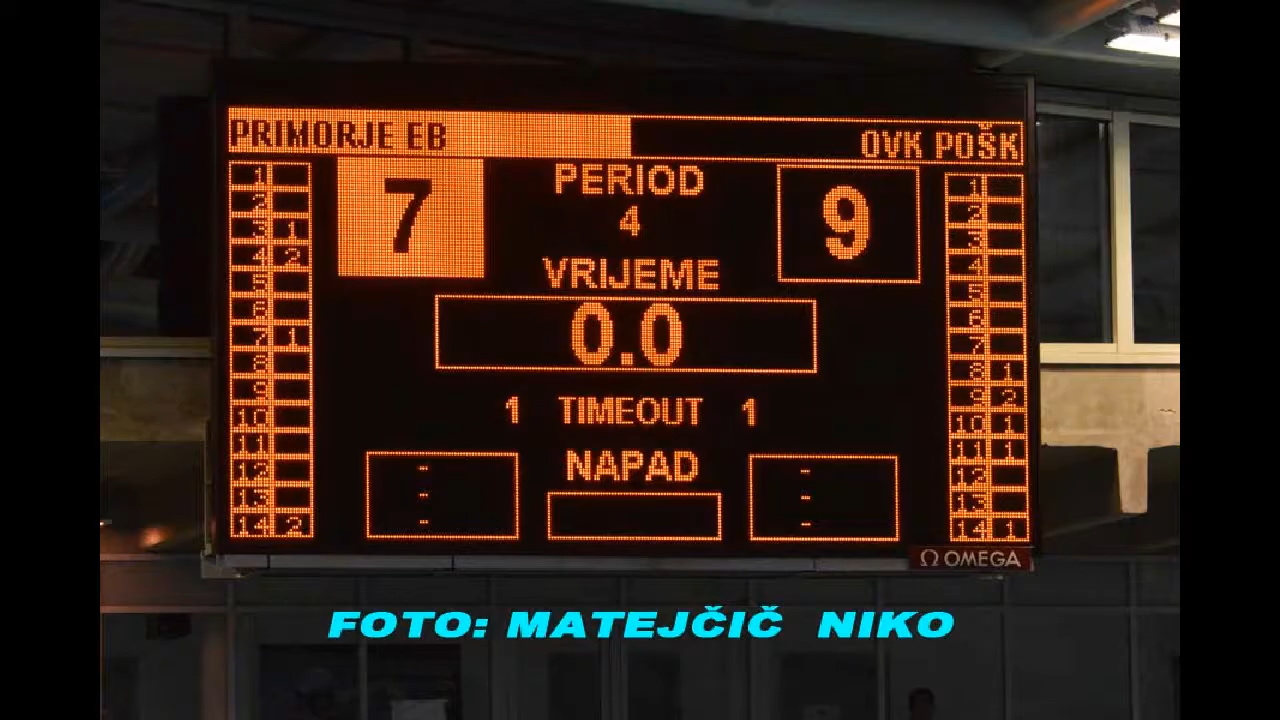 PRIMORJE EB OVK POŠK
7 PERIOD 9
4
VRIJEME
0.0
1 TIMEOUT 1
NAPAD
1 1
2 2
3 1 3
4 2 4
5 5
6 6
7 1 7
8 8 1
9 9 2
10 10 1
11 11 1
12 12
13 13
14 2 14 1
Ω OMEGA
FOTO: MATEJČIČ NIKO